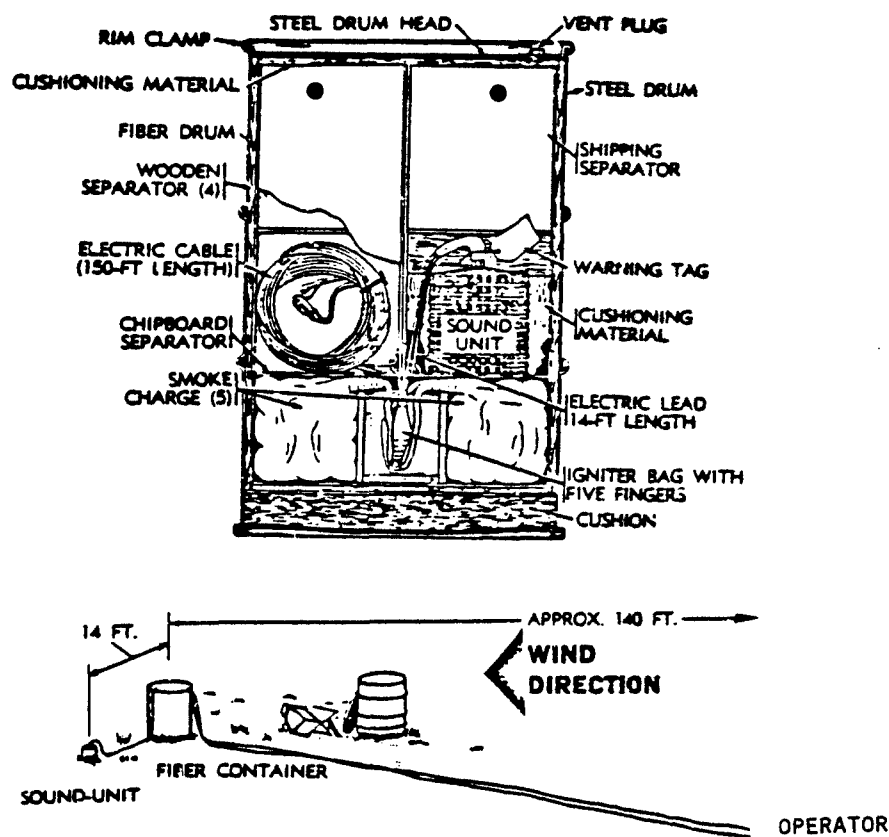 STEEL DRUM HEAD
VENT PLUG
RIM CLAMP
CUSHIONING MATERIAL
STEEL DRUM
FIBER DRUM
SHIPPING
SEPARATOR
WOODEN
SEPARATOR (4)
ELECTRIC CABLE
(150-FT LENGTH)
WARNING TAG
CHIPBOARD
SEPARATOR
SOUND
UNIT
CUSHIONING
MATERIAL
SMOKE
CHARGE (5)
ELECTRIC LEAD
14-FT LENGTH
IGNITER BAG WITH
FIVE FINGERS
CUSHION
14 FT.
APPROX. 140 FT.
WIND
DIRECTION
FIBER CONTAINER
SOUND-UNIT
OPERATOR